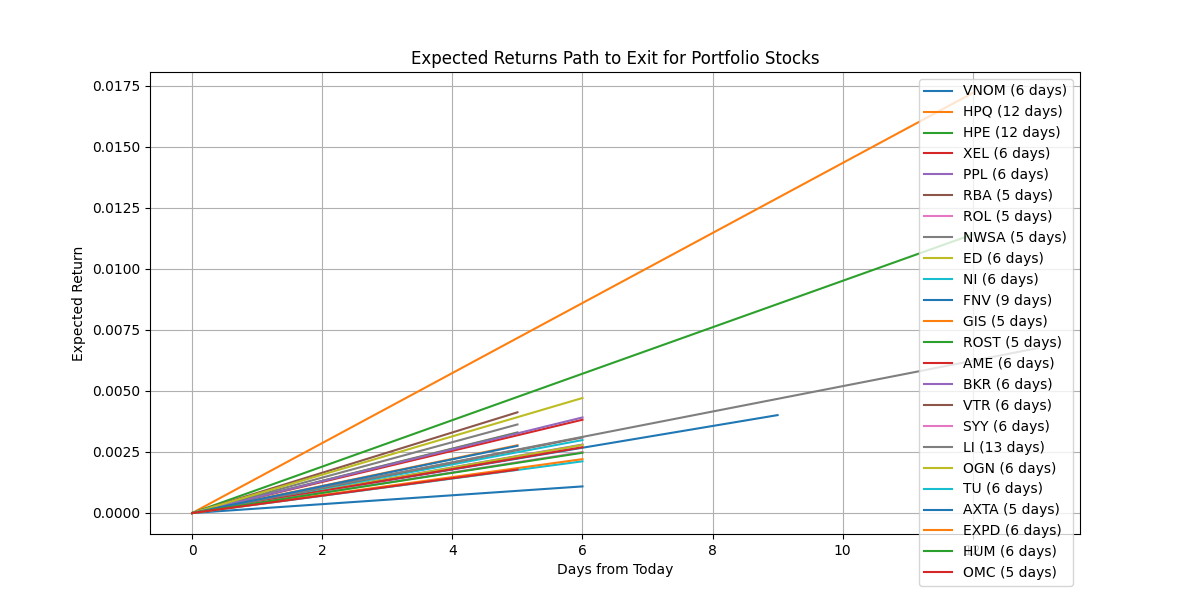 Expected Returns Path to Exit for Portfolio Stocks
Expected Return
0.0175
0.0150
0.0125
0.0100
0.0075
0.0050
0.0025
0.0000
0
2
4
6
8
10
Days from Today
VNOM (6 days)
HPQ (12 days)
HPE (12 days)
XEL (6 days)
PPL (6 days)
RBA (5 days)
ROL (5 days)
NWSA (5 days)
ED (6 days)
NI (6 days)
FNV (9 days)
GIS (5 days)
ROST (5 days)
AME (6 days)
BKR (6 days)
VTR (6 days)
SYY (6 days)
LI (13 days)
OGN (6 days)
TU (6 days)
AXTA (5 days)
EXPD (6 days)
HUM (6 days)
OMC (5 days)